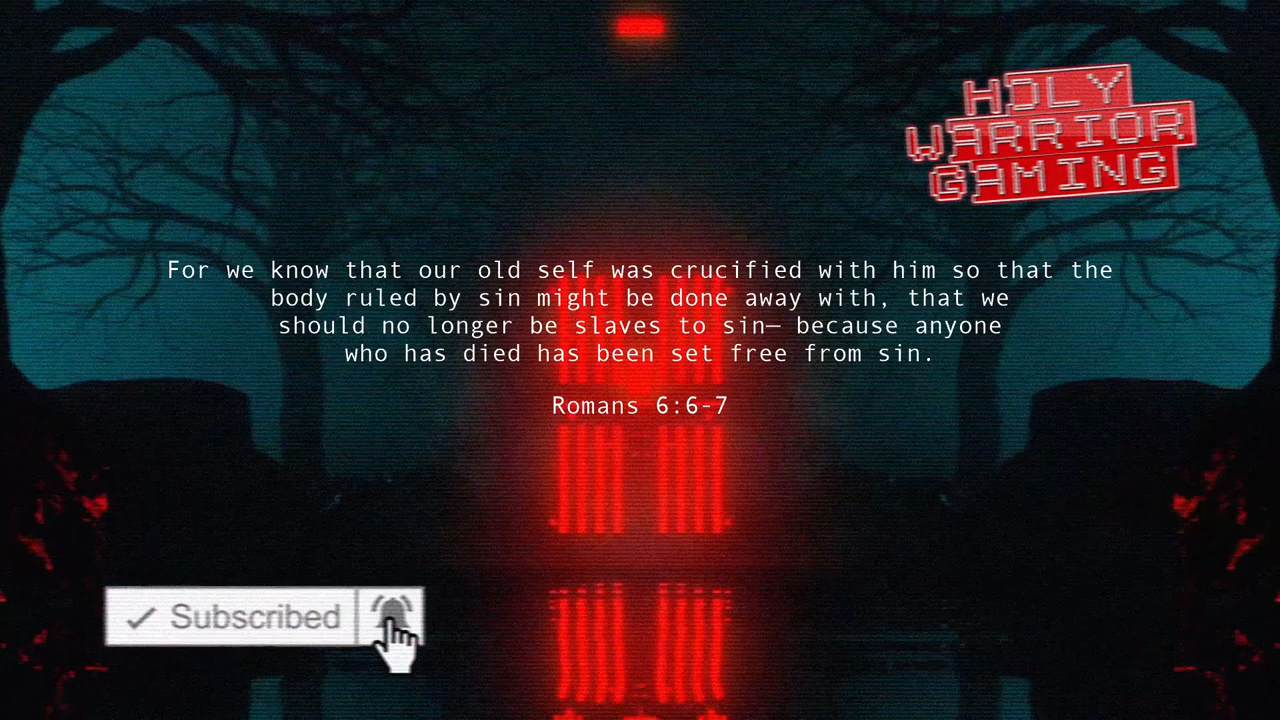 HOLY
WARRIOR
GAMING
For we know that our old self was crucified with him so that the
body ruled by sin might be done away with, that we
should no longer be slaves to sin— because anyone
who has died has been set free from sin.
Romans 6:6-7
Subscribed